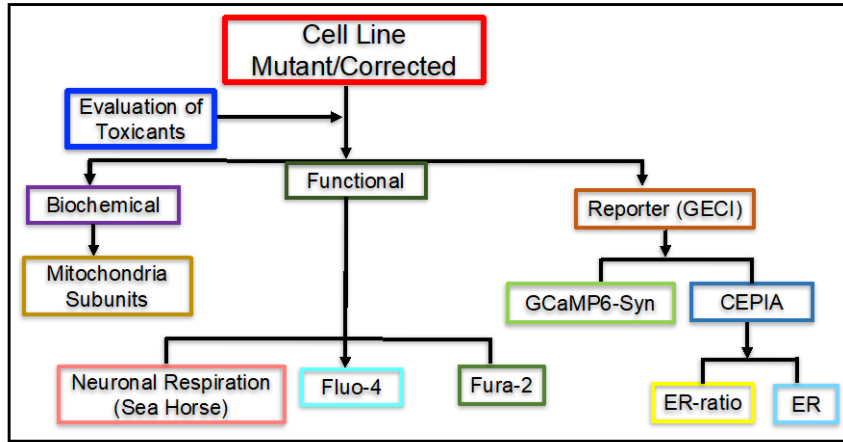 Cell Line
Mutant/Corrected
Evaluation of
Toxicants
Functional
Biochemical
Reporter (GECI)
Mitochondria
Subunits
GCaMP6-Syn
CEPIA
Neuronal Respiration
(Sea Horse)
Fluo-4
Fura-2
ER-ratio
ER